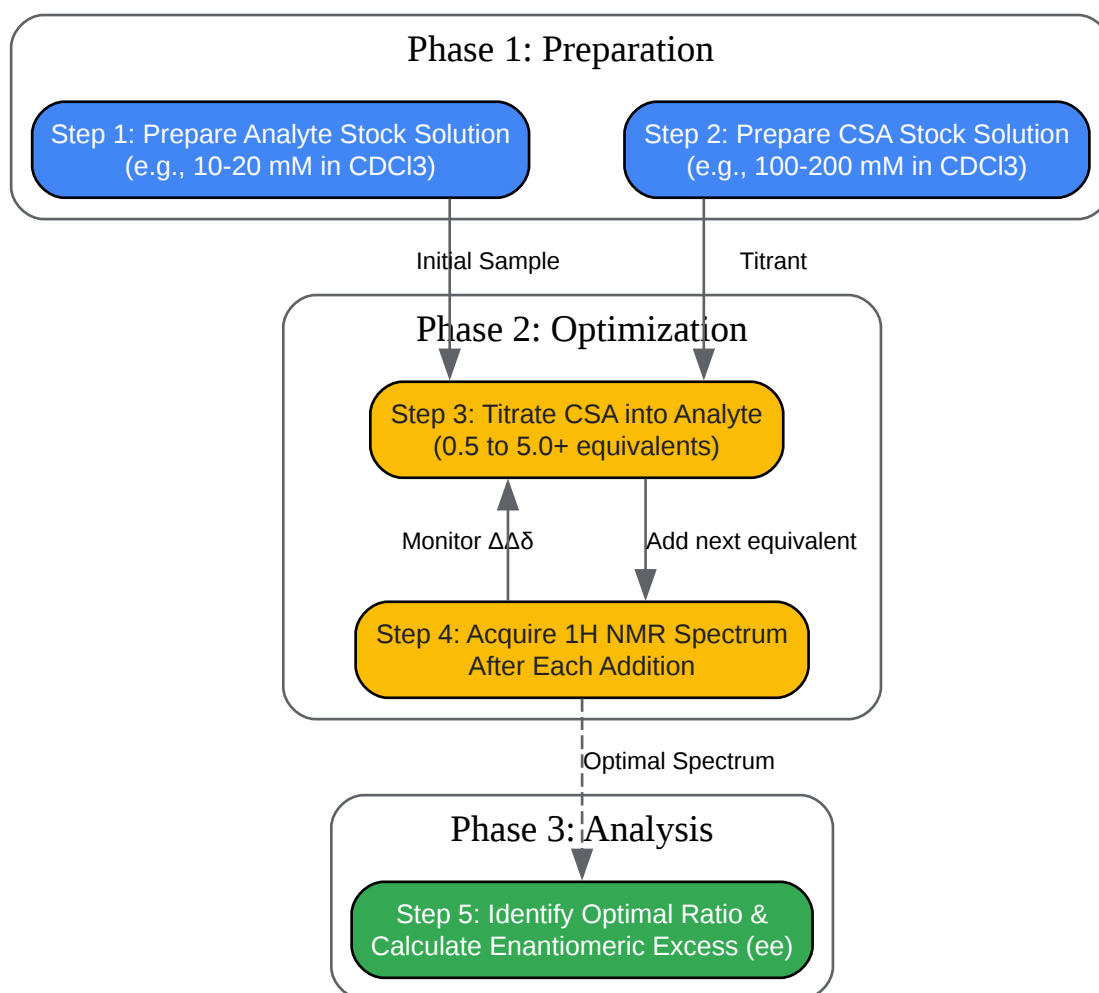 Phase 1: Preparation
Step 1: Prepare Analyte Stock Solution
(e.g., 10-20 mM in CDCl3)
Step 2: Prepare CSA Stock Solution
(e.g., 100-200 mM in CDCl3)
Initial Sample
Titrant
Phase 2: Optimization
Step 3: Titrate CSA into Analyte
(0.5 to 5.0+ equivalents)
Monitor ΔΔδ
Add next equivalent
Step 4: Acquire 1H NMR Spectrum
After Each Addition
Optimal Spectrum
Phase 3: Analysis
Step 5: Identify Optimal Ratio &
Calculate Enantiomeric Excess (ee)